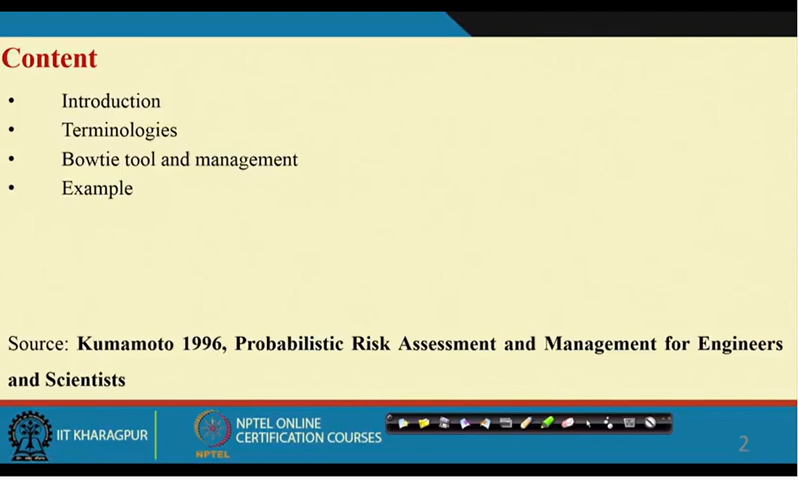 Content
• Introduction
• Terminologies
• Bowtie tool and management
• Example
Source: Kumamoto 1996, Probabilistic Risk Assessment and Management for Engineers
and Scientists
IIT KHARAGPUR
NPTEL
NPTEL ONLINE
CERTIFICATION COURSES
2